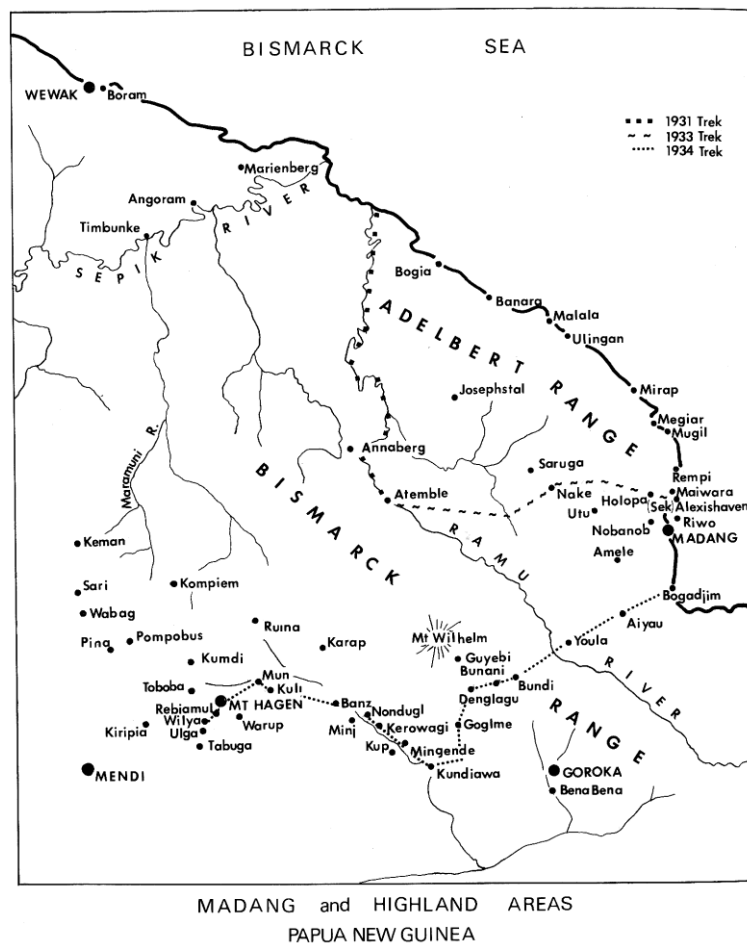 BISMARCK SEA
WEWAK
Boram
1931 Trek
1933 Trek
1934 Trek
Marienberg
Angoram
Timbunke
SEPIK RIVER
Bogia
Banara
Malala
Ulingan
ADELBERT RANGE
Josephstal
Mirap
Megiar
Mugil
Maramuni R.
Annaberg
Saruga
Rempi
Atemble
Nake
Holopa
Maiwara
(Sek)Alexishaven
Utu
Riwo
Nobanob
MADANG
Amele
BISMARCK RANGE
RAMU RIVER
Keman
Sari
Kompiem
Bogadjim
Wabag
Aiyau
Ruina
Pina
Pompobus
Karap
Mt Wilhelm
Youla
Kumdi
Guyebi
Bunani
Bundi
Mun
Kuli
Denglagu
Toboba
Rebiamul
MT HAGEN
Banz
Nondugl
Wilya
Kiripia
Ulga
Warup
Minj
Kerowagi
Goglme
Tabuga
Kup
Mingende
Kundiawa
MENDI
GOROKA
BenaBena
MADANG and HIGHLAND AREAS
PAPUA NEW GUINEA